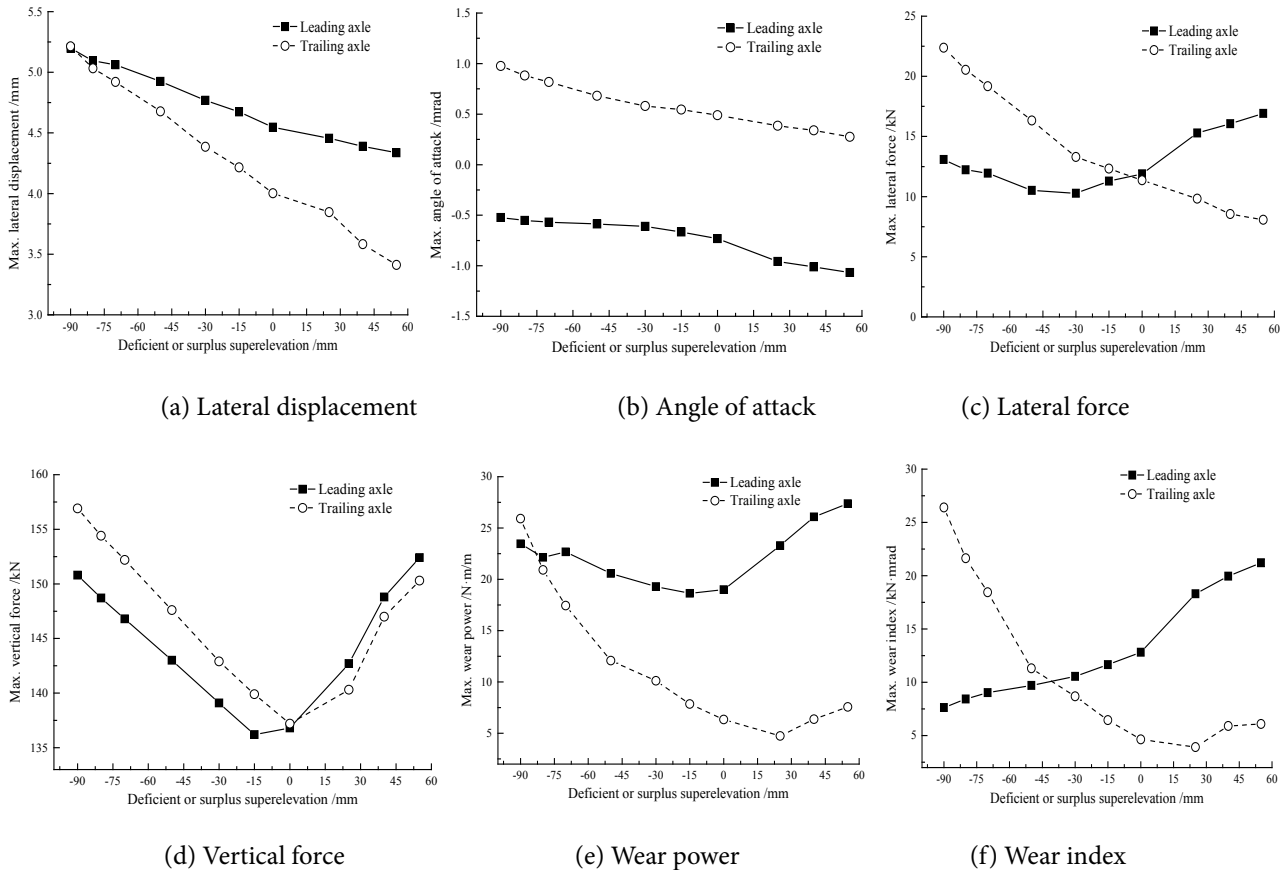 1.5
1.0
0.5
0.0
-0.5
-1.0
-1.5
Max. angle of attack /mrad
Leading axle
Trailing axle
-90 -75 -60 -45 -30 -15 0 15 30 45 60
Deficient or surplus superelevation /mm
(b) Angle of attack
5.5
5.0
4.5
4.0
3.5
3.0
Max. lateral displacement /mm
Leading axle
Trailing axle
-90 -75 -60 -45 -30 -15 0 15 30 45 60
Deficient or surplus superelevation /mm
(a) Lateral displacement
25
20
15
10
5
0
Max. lateral force /kN
Leading axle
Trailing axle
-90 -75 -60 -45 -30 -15 0 15 30 45 60
Deficient or surplus superelevation /mm
(c) Lateral force
160
155
150
145
140
135
Max. vertical force /kN
Leading axle
Trailing axle
-90 -75 -60 -45 -30 -15 0 15 30 45 60
Deficient or surplus superelevation /mm
(d) Vertical force
30
25
20
15
10
5
Max. wear power /N·m/m
Leading axle
Trailing axle
-90 -75 -60 -45 -30 -15 0 15 30 45 60
Deficient or surplus superelevation /mm
(e) Wear power
30
25
20
15
10
5
Max. wear index /kN·mrad
Leading axle
Trailing axle
-90 -75 -60 -45 -30 -15 0 15 30 45 60
Deficient or surplus superelevation /mm
(f) Wear index